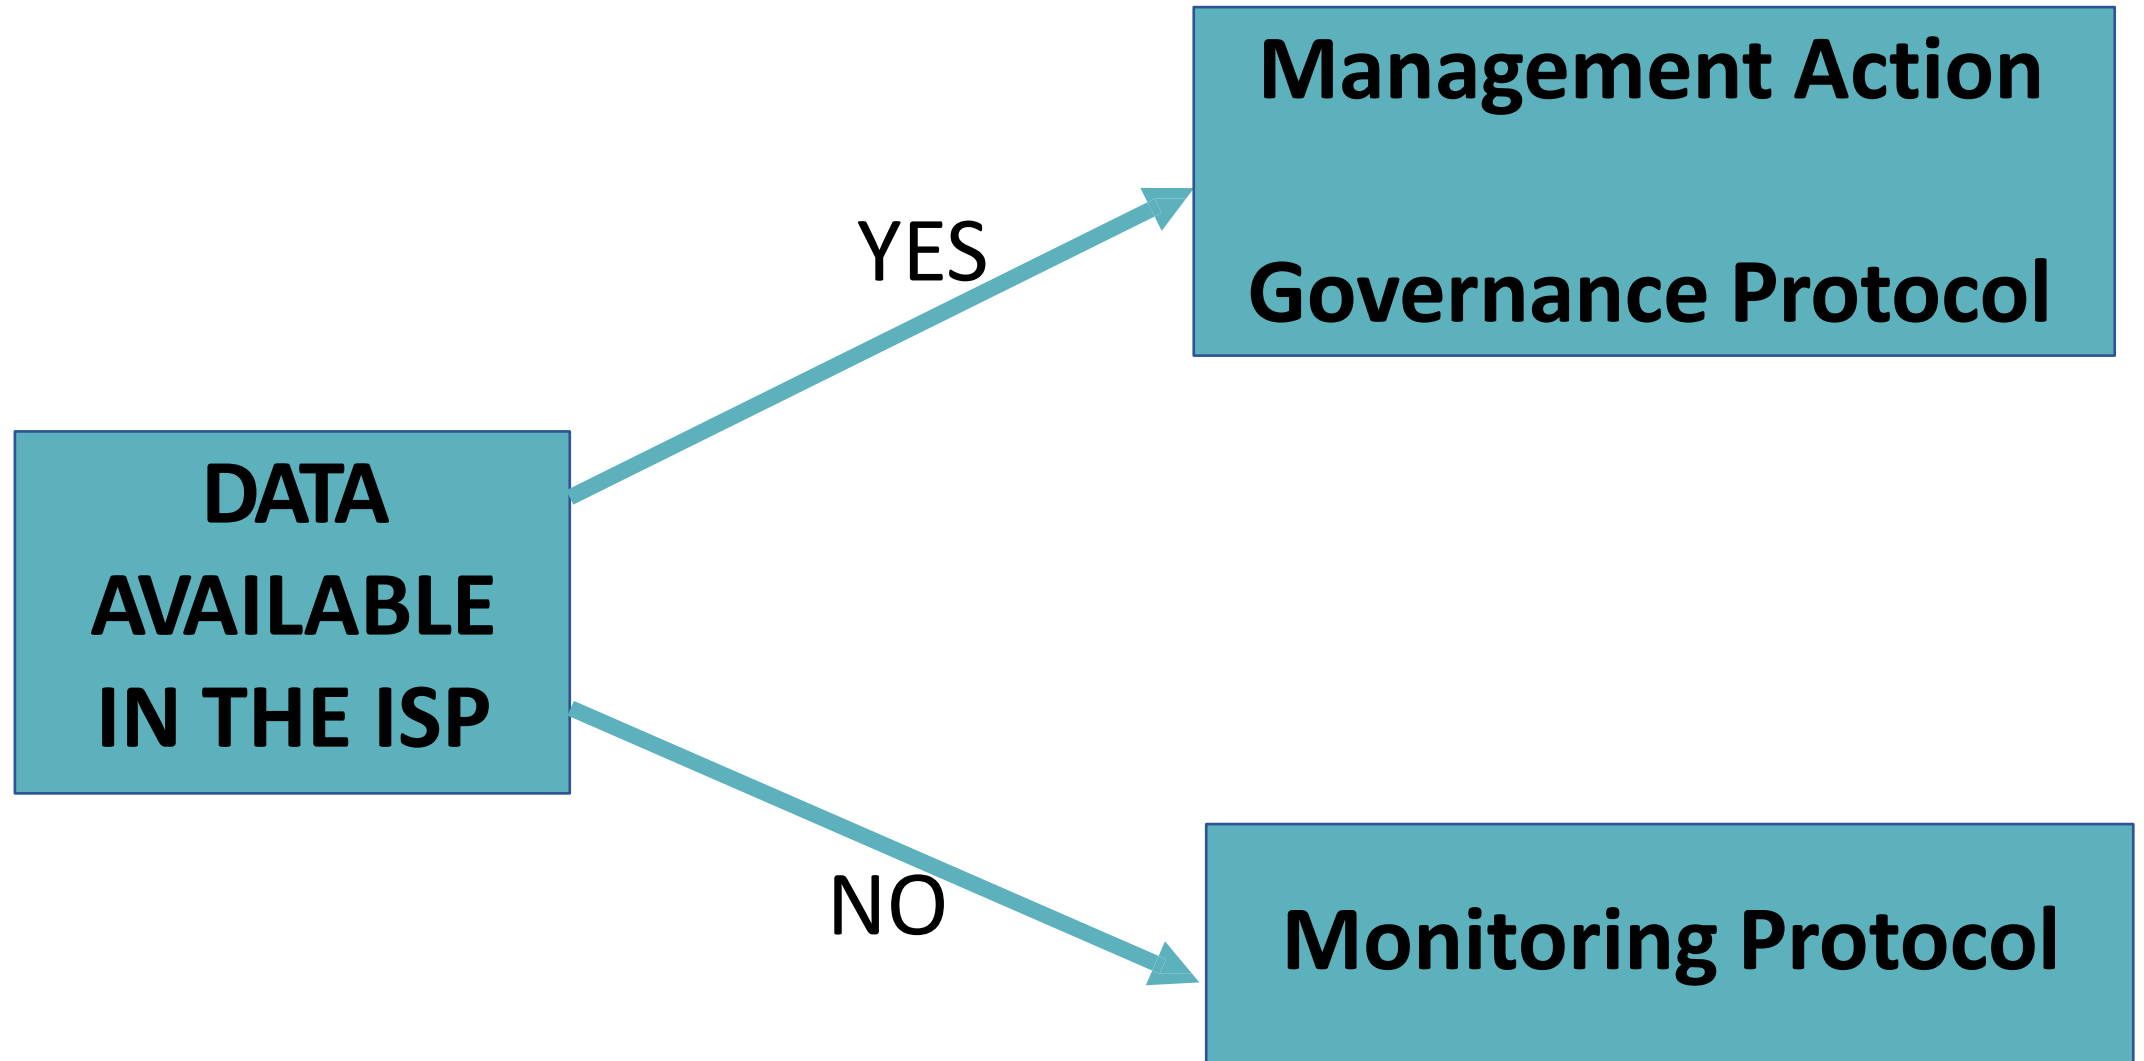 Management Action
Governance Protocol
YES
DATA
AVAILABLE
IN THE ISP
NO
Monitoring Protocol